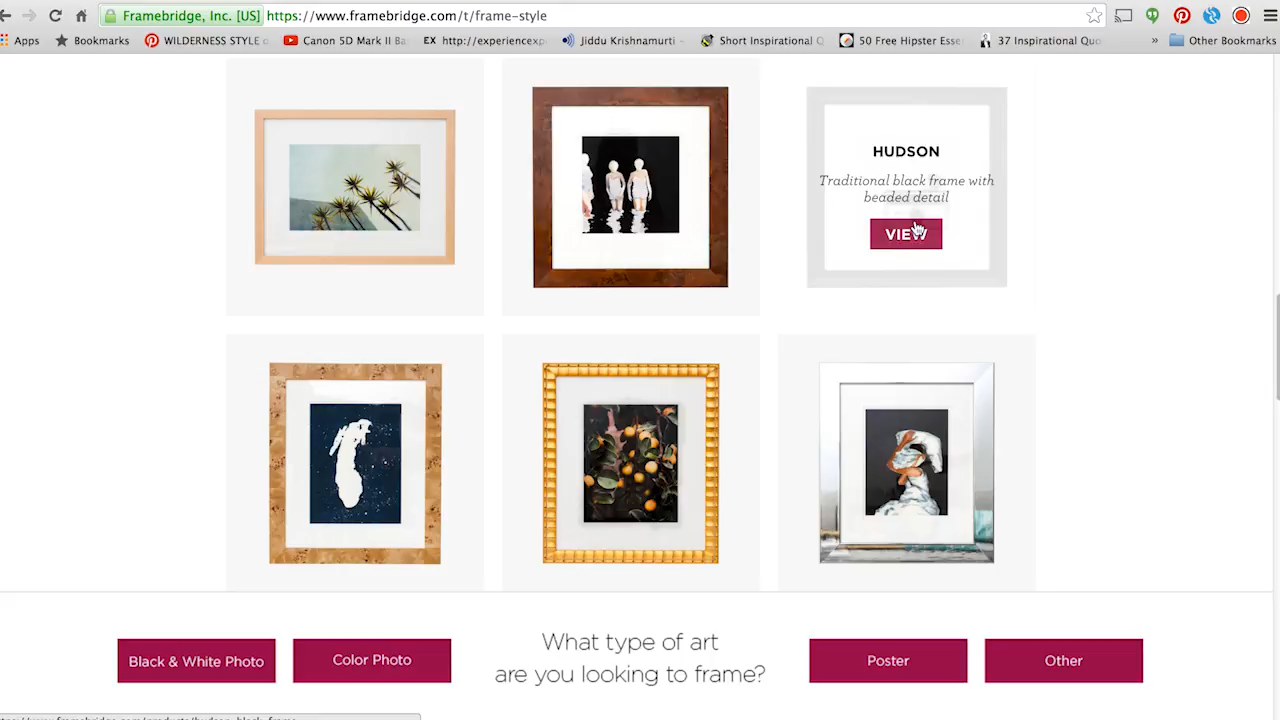 Framebridge, Inc. [US] https://www.framebridge.com/t/frame-style
Apps Bookmarks WILDERNESS STYLE Canon 5D Mark II Ba EX http://experienceexp Jiddu Krishnamurti - Short Inspirational Q 50 Free Hipster Esse 37 Inspirational Quo » Other Bookmarks
HUDSON
Traditional black frame with
beaded detail
VIEW
What type of art
are you looking to frame?
Black & White Photo Color Photo Poster Other